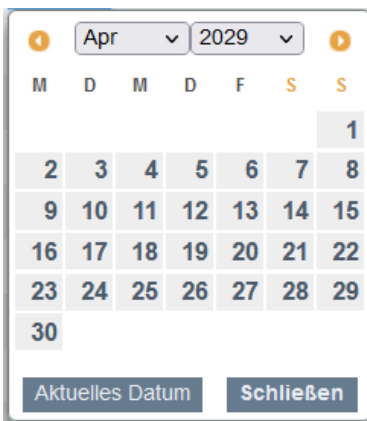 Apr 2029
M D M D F S S
1
2 3 4 5 6 7 8
9 10 11 12 13 14 15
16 17 18 19 20 21 22
23 24 25 26 27 28 29
30
Aktuelles Datum Schließen